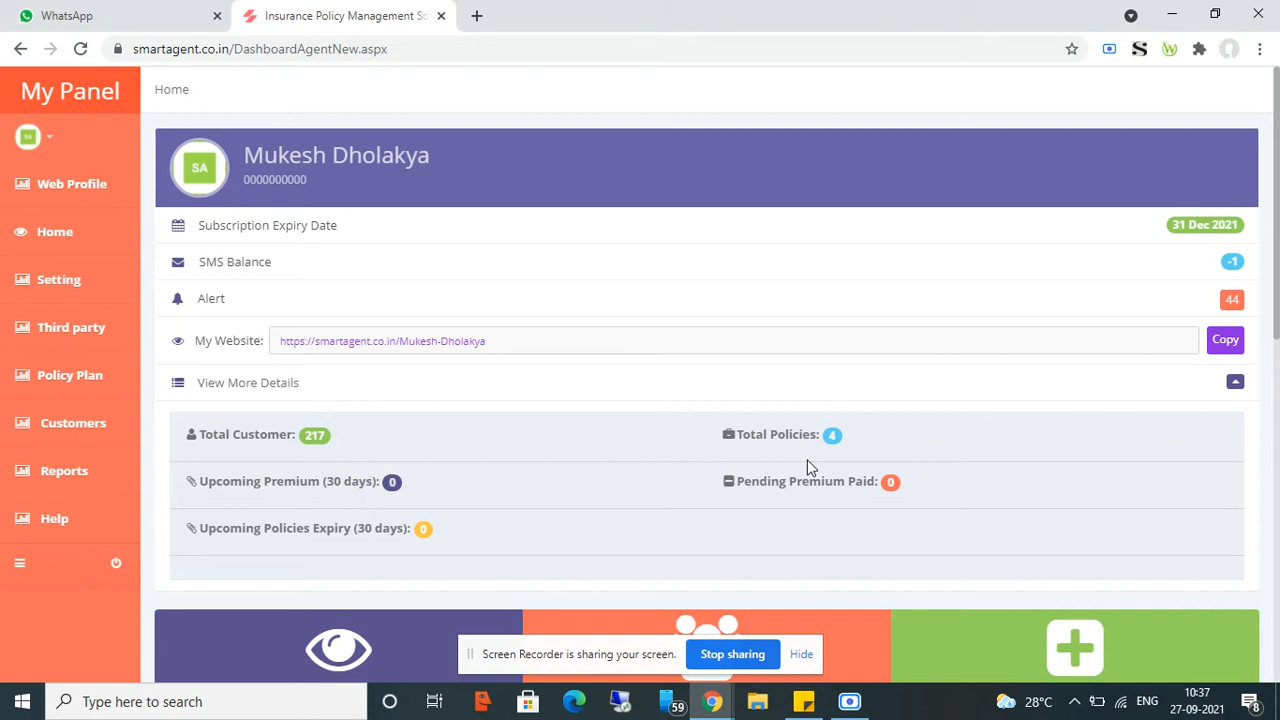 WhatsApp
Insurance Policy Management So
smartagent.co.in/DashboardAgentNew.aspx
My Panel
Home
SA
Mukesh Dholakya
SA
0000000000
Web Profile
Subscription Expiry Date
31 Dec 2021
Home
SMS Balance
-1
Setting
Alert
44
Third party
My Website:
https://smartagent.co.in/Mukesh-Dholakya
Copy
Policy Plan
View More Details
Customers
Total Customer: 217
Total Policies: 4
Reports
Upcoming Premium (30 days): 0
Pending Premium Paid: 0
Help
Upcoming Policies Expiry (30 days): 0
Screen Recorder is sharing your screen.
Stop sharing
Hide
Type here to search
59
28°C
ENG
10:37
27-09-2021
8